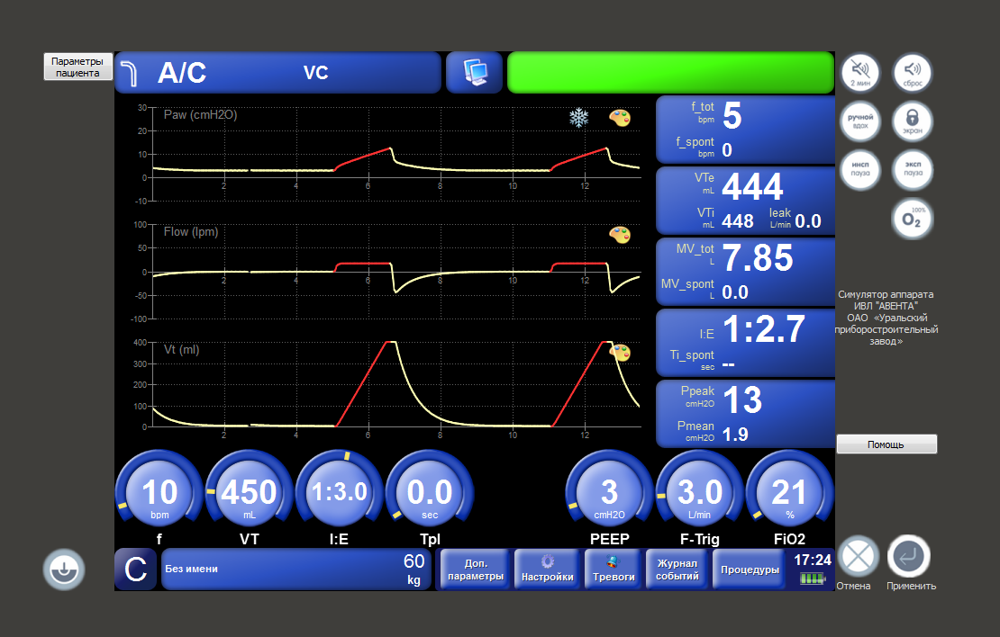 Параметры
пациента
A/C
VC
2 мин
сброс
ручной
вдох
экран
инсп
пауза
эксп
пауза
100%
O2
Paw (cmH2O)
30
20
10
0
-10
2
4
6
8
10
12
Flow (lpm)
100
50
0
-50
-100
2
4
6
8
10
12
Vt (ml)
400
300
200
100
0
2
4
6
8
10
12
f_tot
bpm
5
f_spont
bpm
0
VTe
mL
444
VTi
mL
448
leak
L/min
0.0
MV_tot
L
7.85
MV_spont
L
0.0
I:E
1:2.7
Ti_spont
sec
--
Ppeak
cmH2O
13
Pmean
cmH2O
1.9
Симулятор аппарата
ИВЛ "АВЕНТА"
ОАО «Уральский
приборостроительный
завод»
Помощь
10
bpm
f
450
mL
VT
1:3.0
I:E
0.0
sec
Tpl
3
cmH2O
PEEP
3.0
L/min
F-Trig
21
%
FiO2
C
Без имени
60
kg
Доп.
параметры
Настройки
Тревоги
Журнал
событий
Процедуры
17:24
Отмена
Применить